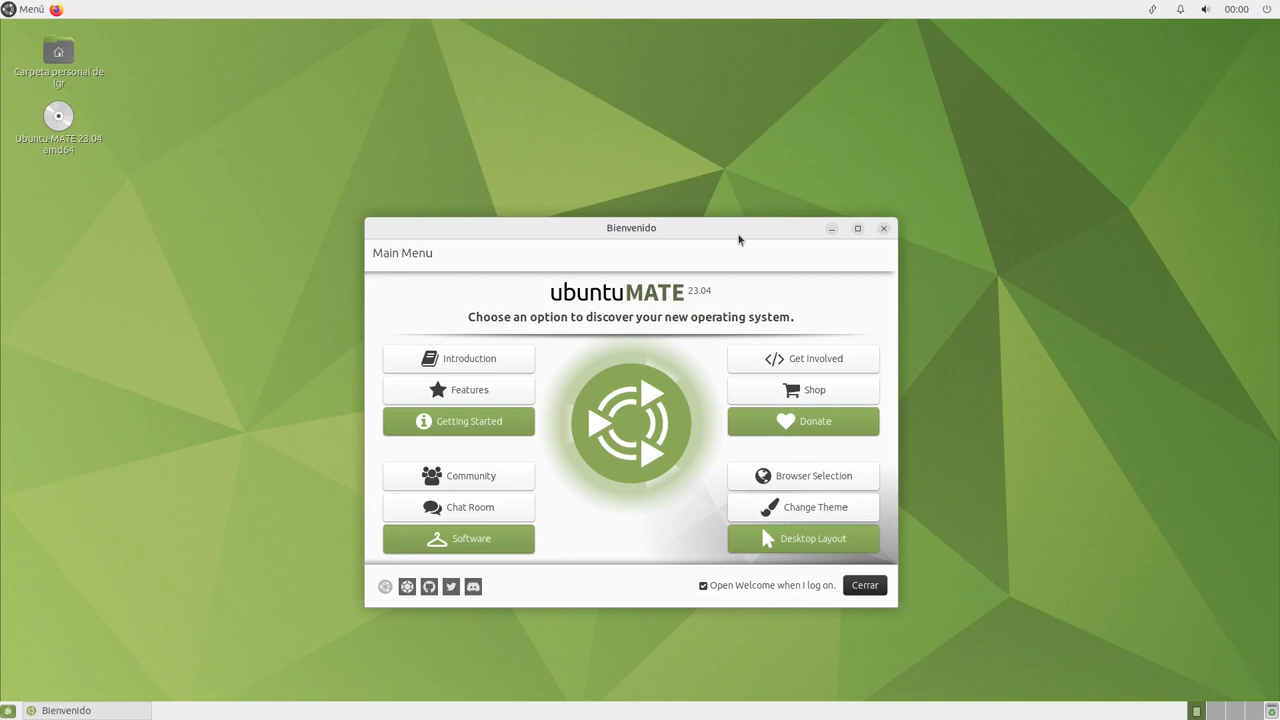 Menú
00:00
Carpeta personal de
lgr
Ubuntu-MATE 23.04
amd64
Bienvenido
Main Menu
ubuntuMATE 23.04
Choose an option to discover your new operating system.
Introduction
Features
Getting Started
Community
Chat Room
Software
Get Involved
Shop
Donate
Browser Selection
Change Theme
Desktop Layout
Open Welcome when I log on.
Cerrar
Bienvenido